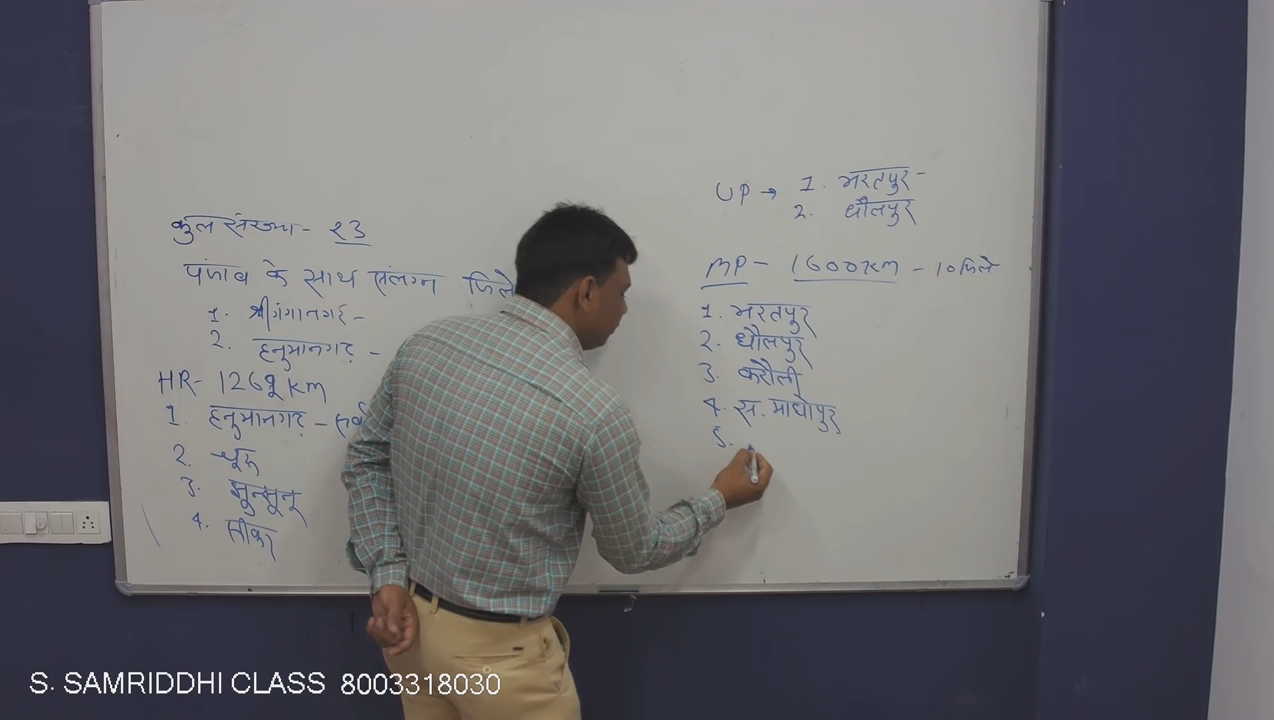 कुल संख्या - 23
पंजाब के साथ संलग्न जिले
1. श्रीगंगानगर -
2. हनुमानगढ़ -
HR - 1262 km
1. हनुमानगढ़ - सर्व
2. चूरू
3. झुन्झुनू
4. सीकर
UP → 1. भरतपुर -
2. धौलपुर
MP - 1600 km - 10 जिले
1. भरतपुर
2. धौलपुर
3. करौली
4. स. माधोपुर
5.
S. SAMRIDDHI CLASS 8003318030